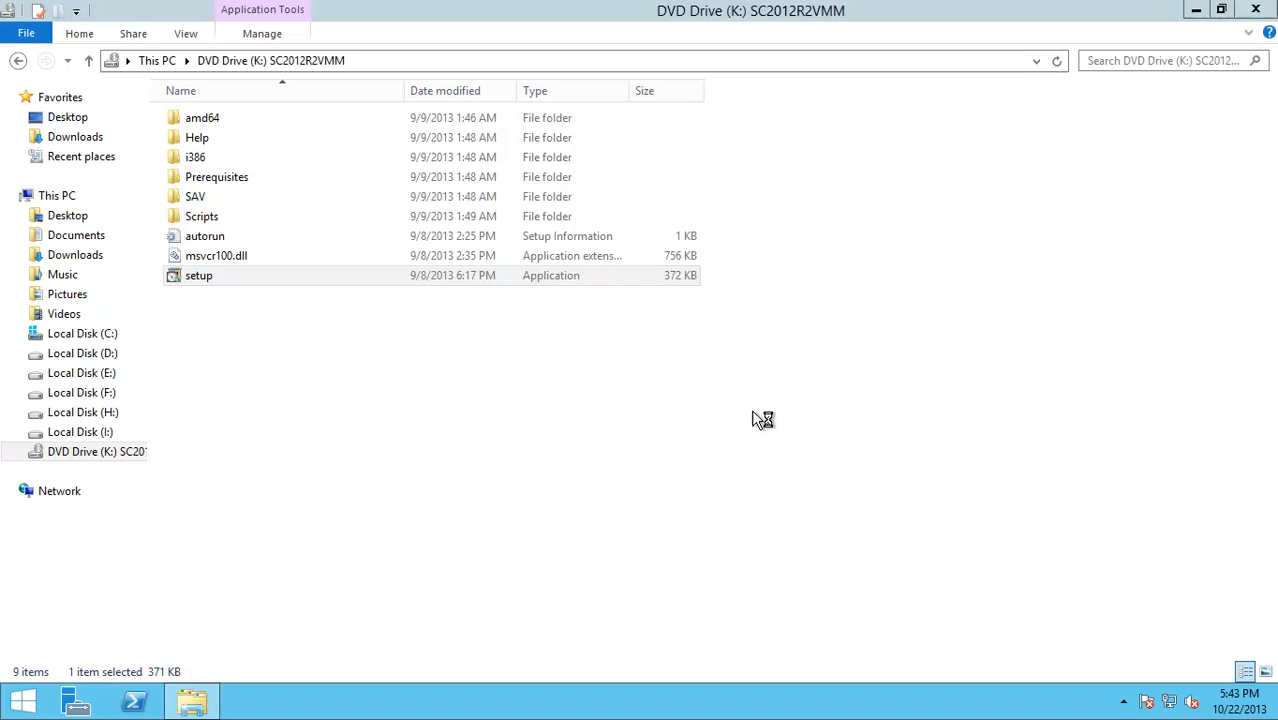 Application Tools
DVD Drive (K:) SC2012R2VMM
File
Home
Share
View
Manage
This PC
DVD Drive (K:) SC2012R2VMM
Search DVD Drive (K:) SC2012...
Name
Date modified
Type
Size
amd64
9/9/2013 1:46 AM
File folder
Help
9/9/2013 1:48 AM
File folder
i386
9/9/2013 1:48 AM
File folder
Prerequisites
9/9/2013 1:48 AM
File folder
SAV
9/9/2013 1:48 AM
File folder
Scripts
9/9/2013 1:49 AM
File folder
autorun
9/8/2013 2:25 PM
Setup Information
1 KB
msvcr100.dll
9/8/2013 2:35 PM
Application extens...
756 KB
setup
9/8/2013 6:17 PM
Application
372 KB
Favorites
Desktop
Downloads
Recent places
This PC
Desktop
Documents
Downloads
Music
Pictures
Videos
Local Disk (C:)
Local Disk (D:)
Local Disk (E:)
Local Disk (F:)
Local Disk (H:)
Local Disk (I:)
DVD Drive (K:) SC20
Network
9 items
1 item selected 371 KB
5:43 PM
10/22/2013